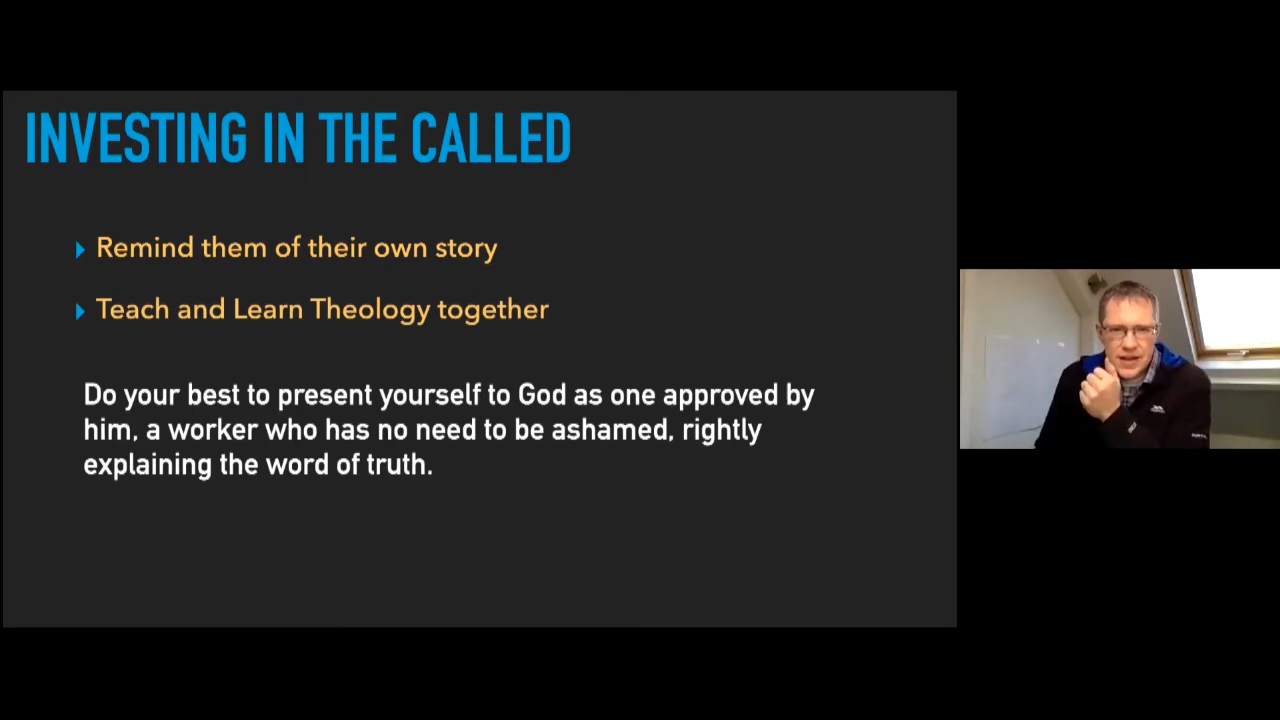 INVESTING IN THE CALLED
Remind them of their own story
Teach and Learn Theology together
Do your best to present yourself to God as one approved by
him, a worker who has no need to be ashamed, rightly
explaining the word of truth.